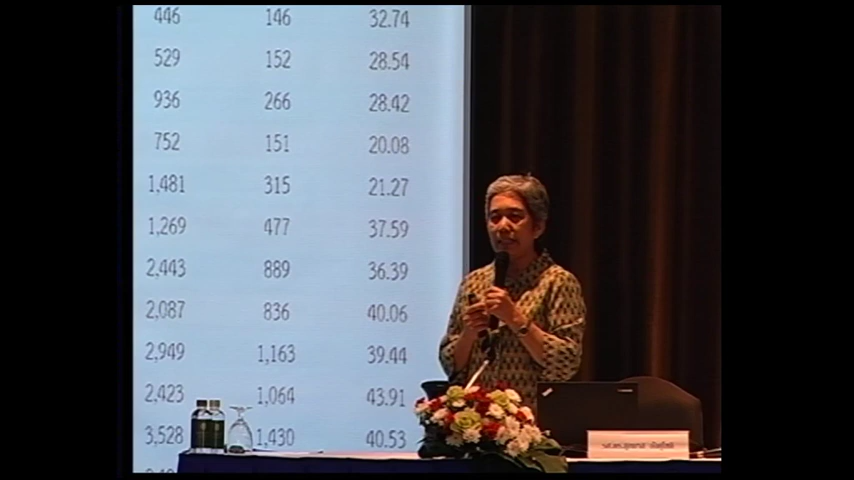 446 146 32.74
529 152 28.54
936 266 28.42
752 151 20.08
1,481 315 21.27
1,269 477 37.59
2,443 889 36.39
2,087 836 40.06
2,949 1,163 39.44
2,423 1,064 43.91
3,528 1,430 40.53